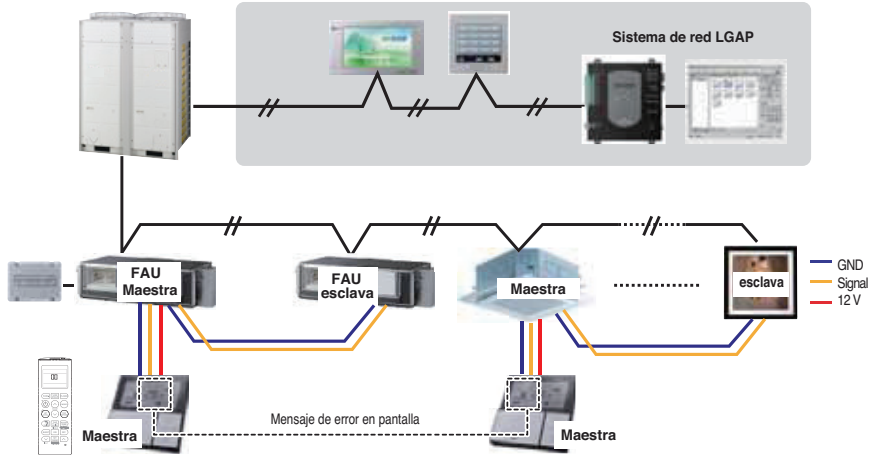 Sistema de red LGAP
FAU
Maestra
FAU
esclava
Maestra
esclava
GND
Signal
12 V
Maestra
Mensaje de error en pantalla
Maestra